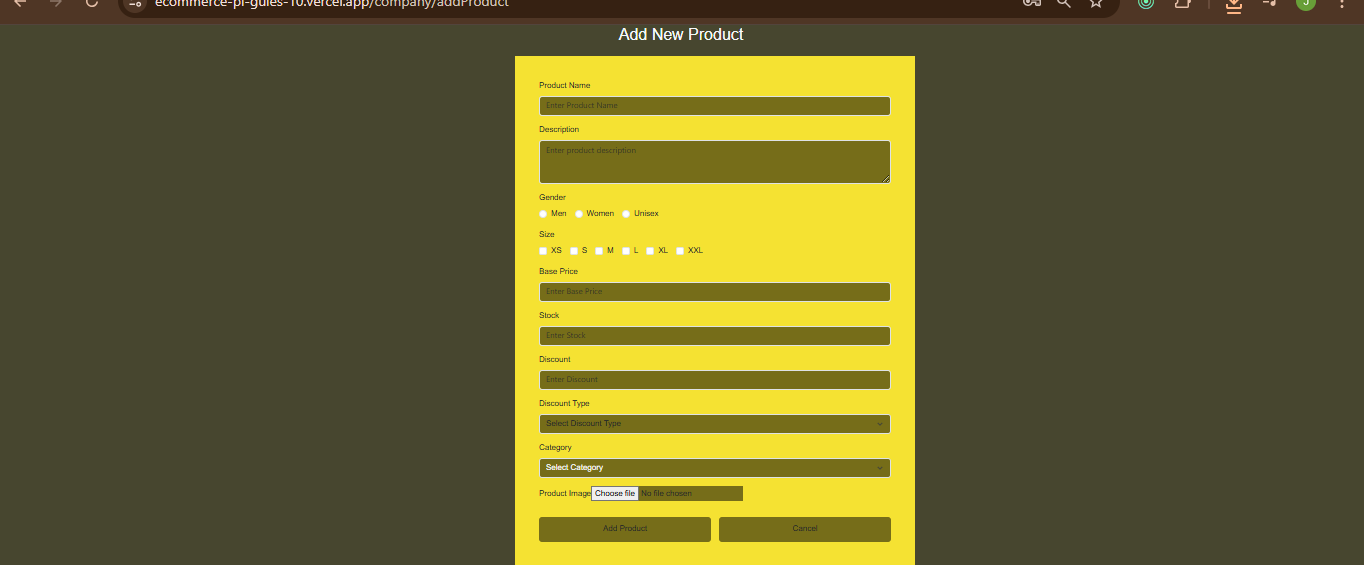 ecommerce-pi-gules-10.vercel.app/company/addProduct
J
Add New Product
Product Name
Enter Product Name
Description
Enter product description
Gender
Men Women Unisex
Size
XS S M L XL XXL
Base Price
Enter Base Price
Stock
Enter Stock
Discount
Enter Discount
Discount Type
Select Discount Type
Category
Select Category
Product Image Choose file No file chosen
Add Product Cancel